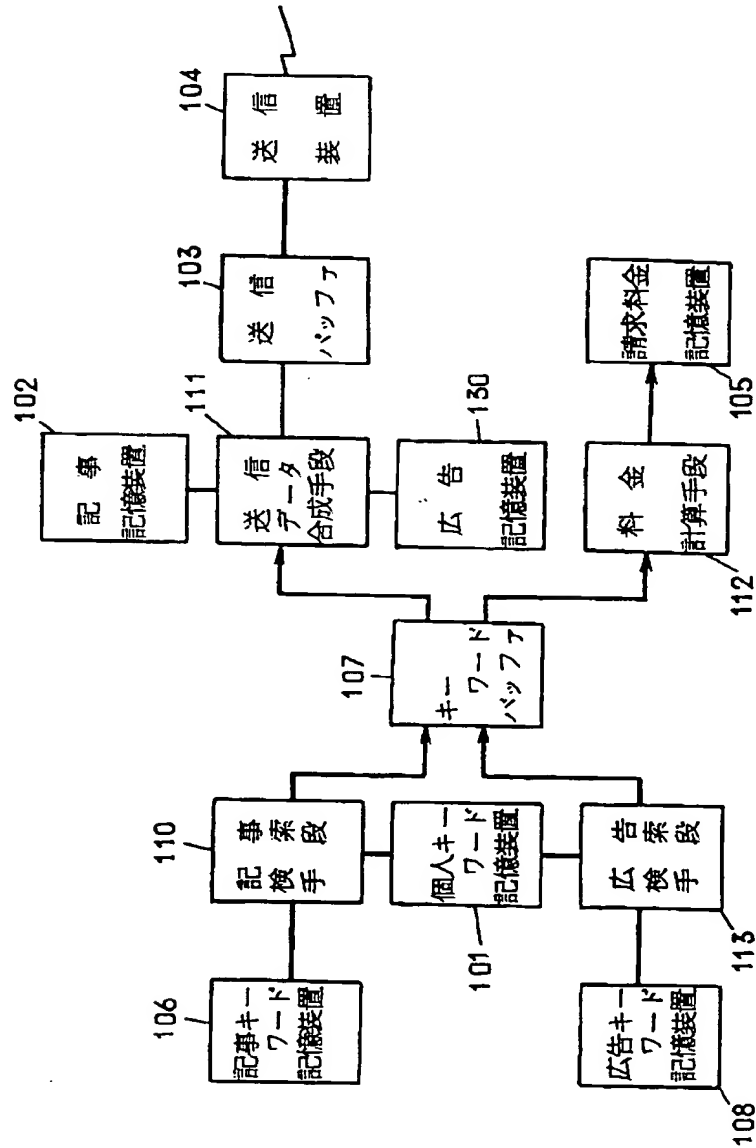 102
記事
記憶装置
106
記事キー
ワード
記憶装置
110
記事
検索
手段
111
送信
データ
合成手段
103
送信
バッファ
104
送信
装置
107
キー
ワード
バッファ
101
個人キー
ワード
記憶装置
130
広告
記憶装置
108
広告キー
ワード
記憶装置
113
広告
検索
手段
112
料金
計算手段
105
請求料金
記憶装置